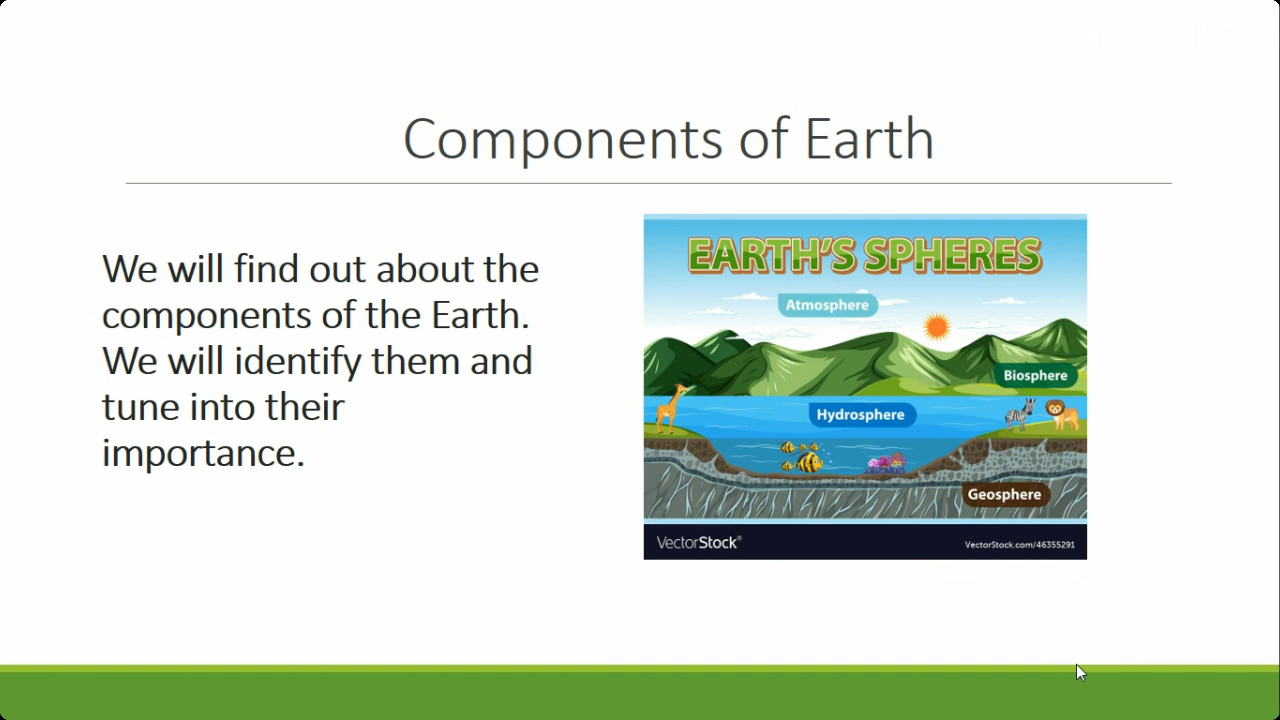 Components of Earth
We will find out about the
components of the Earth.
We will identify them and
tune into their
importance.
EARTH'S SPHERES
Atmosphere
Biosphere
Hydrosphere
Geosphere
VectorStock®
VectorStock.com/46355291